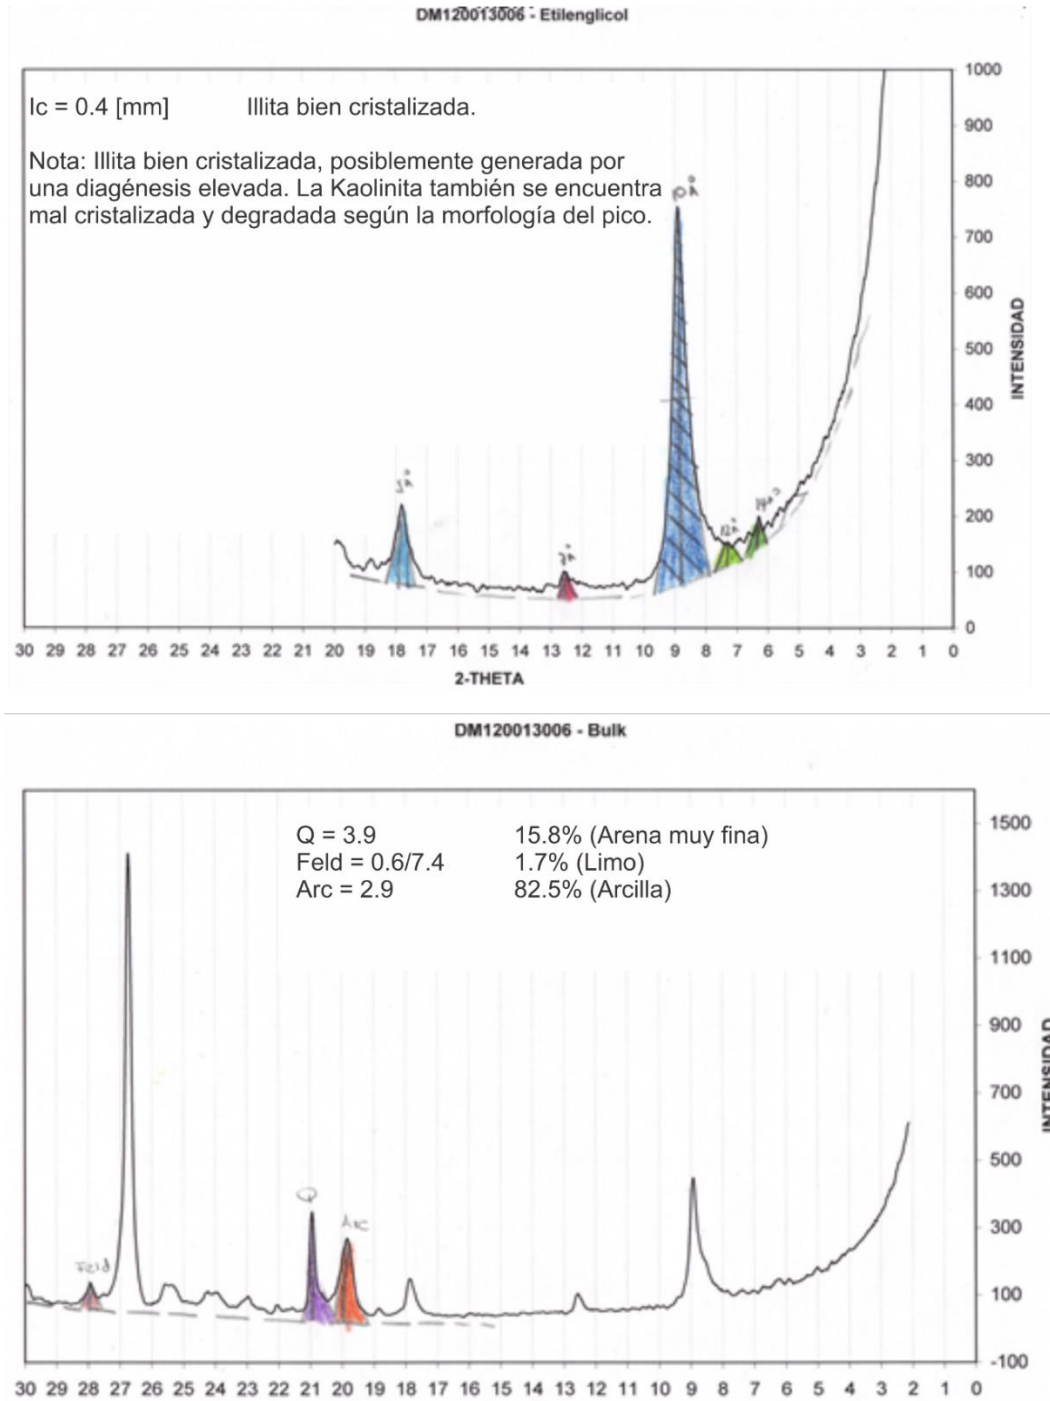 DM120013006 - Etilenglicol
Ic = 0.4 [mm] Illita bien cristalizada.
Nota: Illita bien cristalizada, posiblemente generada por
una diagénesis elevada. La Kaolinita también se encuentra
mal cristalizada y degradada según la morfología del pico.
10Å
5Å
7Å
12Å
14Å
1000
900
800
700
600
500
400
300
200
100
0
INTENSIDAD
30 29 28 27 26 25 24 23 22 21 20 19 18 17 16 15 14 13 12 11 10 9 8 7 6 5 4 3 2 1 0
2-THETA
DM120013006 - Bulk
Q = 3.9 15.8% (Arena muy fina)
Feld = 0.6/7.4 1.7% (Limo)
Arc = 2.9 82.5% (Arcilla)
Q
Arc
Feld
1500
1300
1100
900
700
500
300
100
-100
INTENSIDAD
30 29 28 27 26 25 24 23 22 21 20 19 18 17 16 15 14 13 12 11 10 9 8 7 6 5 4 3 2 1 0